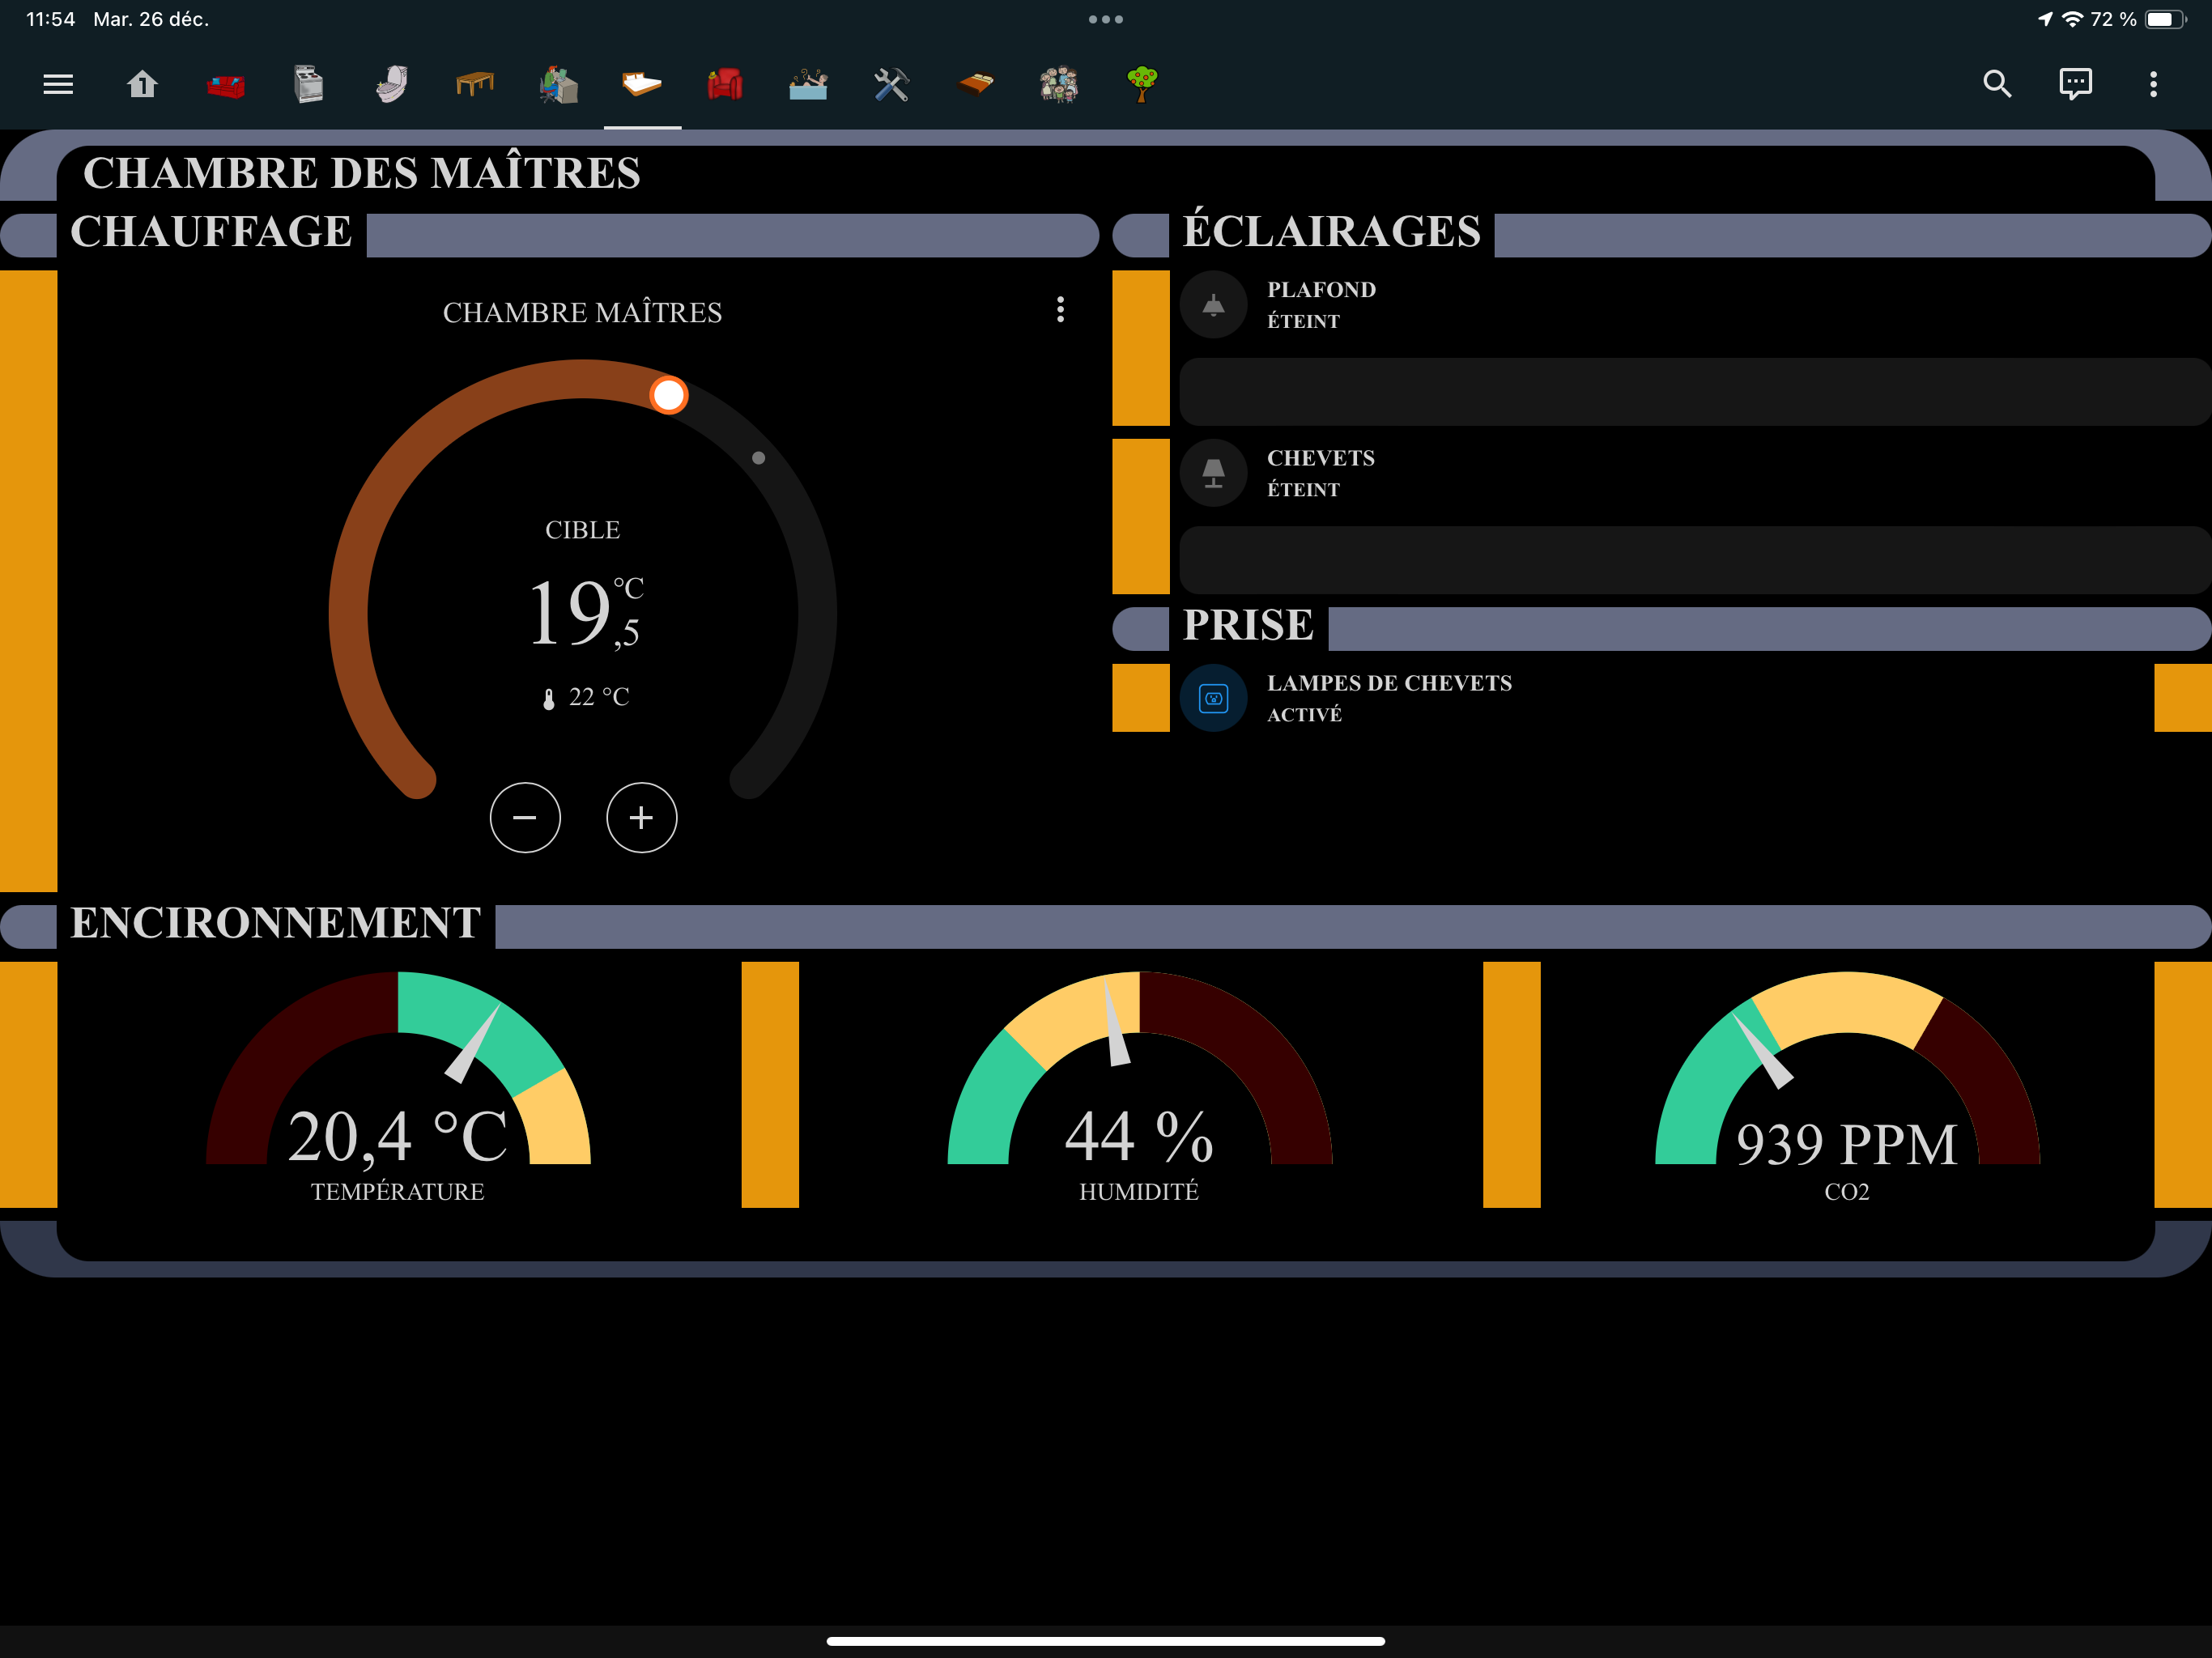 11:54 Mar. 26 déc.
72 %
1
CHAMBRE DES MAÎTRES
CHAUFFAGE
CHAMBRE MAÎTRES
CIBLE
19,5 °C
22 °C
ÉCLAIRAGES
PLAFOND
ÉTEINT
CHEVETS
ÉTEINT
PRISE
LAMPES DE CHEVETS
ACTIVÉ
ENCIRONNEMENT
20,4 °C
TEMPÉRATURE
44 %
HUMIDITÉ
939 PPM
CO2